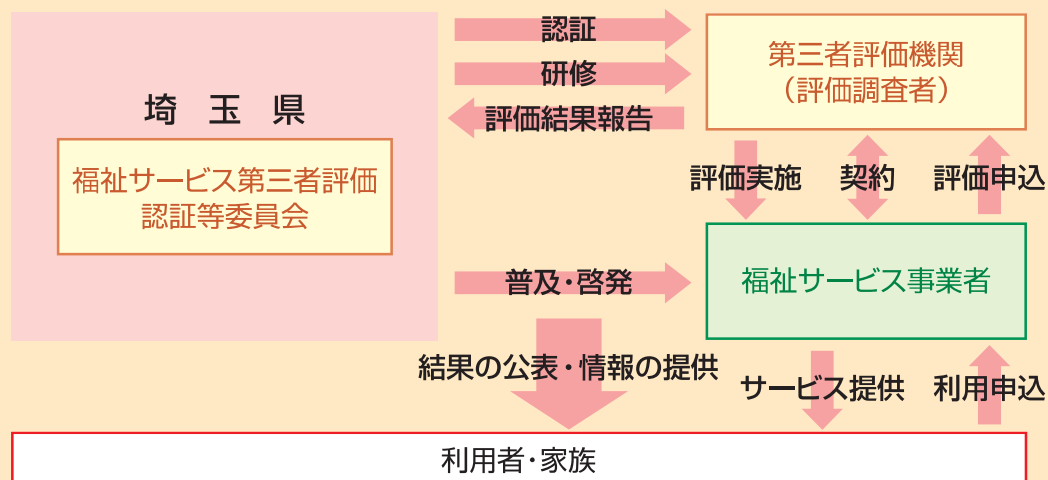 認証
研修
評価結果報告
第三者評価機関
（評価調査者）
埼 玉 県
福祉サービス第三者評価
認証等委員会
評価実施
契約
評価申込
普及・啓発
福祉サービス事業者
結果の公表・情報の提供
サービス提供
利用申込
利用者・家族